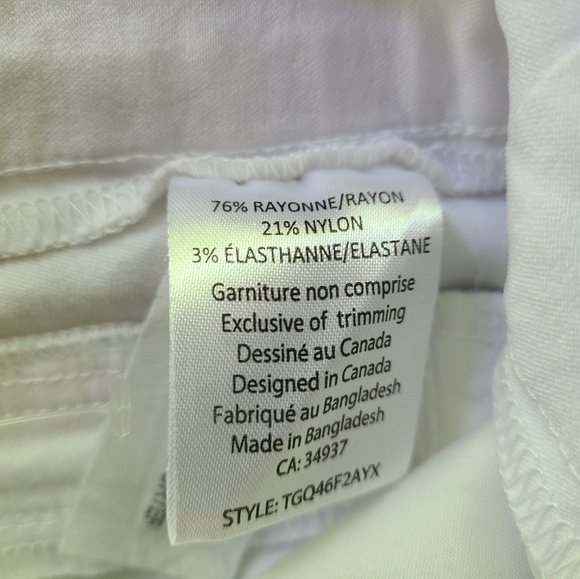 76% RAYONNE/RAYON
21% NYLON
3% ÉLASTHANNE/ELASTANE
Garniture non comprise
Exclusive of trimming
Dessiné au Canada
Designed in Canada
Fabriqué au Bangladesh
Made in Bangladesh
CA: 34937
STYLE: TGQ46F2AYX